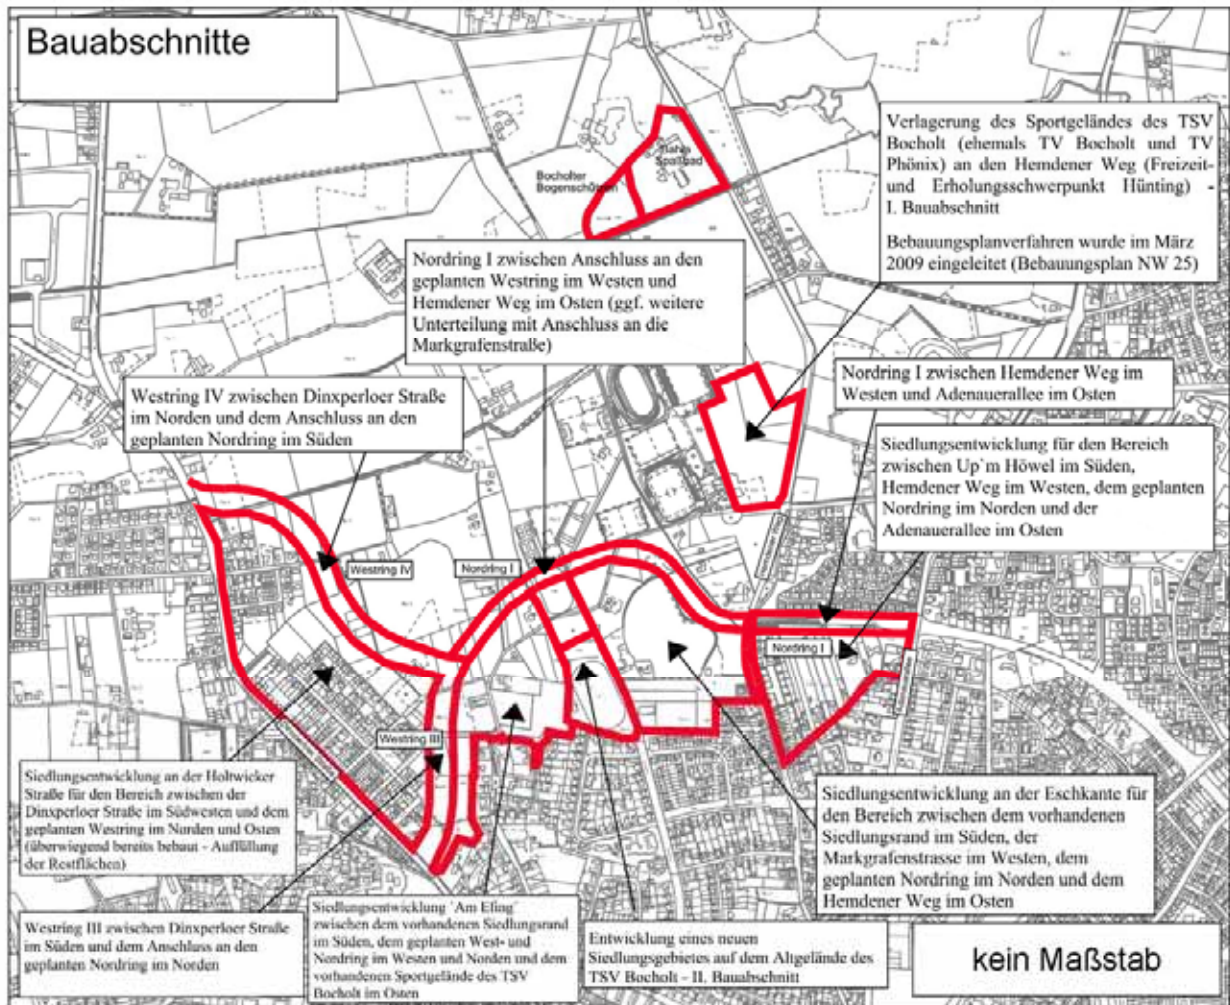 Bauabschnitte
Verlagerung des Sportgeländes des TSV
Bocholt (ehemals TV Bocholt und TV
Phönix) an den Hemdener Weg (Freizeit-
und Erholungsschwerpunkt Hünting) -
I. Bauabschnitt
Bebauungsplanverfahren wurde im März
2009 eingeleitet (Bebauungsplan NW 25)
Bahia
Spaßbad
Bocholter
Bogenschützen
Nordring I zwischen Anschluss an den
geplanten Westring im Westen und
Hemdener Weg im Osten (ggf. weitere
Unterteilung mit Anschluss an die
Markgrafenstraße)
Nordring I zwischen Hemdener Weg im
Westen und Adenauerallee im Osten
Westring IV zwischen Dinxperloer Straße
im Norden und dem Anschluss an den
geplanten Nordring im Süden
Siedlungsentwicklung für den Bereich
zwischen Up`m Höwel im Süden,
Hemdener Weg im Westen, dem geplanten
Nordring im Norden und der
Adenauerallee im Osten
Westring IV
Nordring I
Nordring I
Westring III
Siedlungsentwicklung an der Holtwicker
Straße für den Bereich zwischen der
Dinxperloer Straße im Südwesten und dem
geplanten Westring im Norden und Osten
(überwiegend bereits bebaut - Auffüllung
der Restflächen)
Siedlungsentwicklung an der Eschkante für
den Bereich zwischen dem vorhandenen
Siedlungsrand im Süden, der
Markgrafenstrasse im Westen, dem
geplanten Nordring im Norden und dem
Hemdener Weg im Osten
Westring III zwischen Dinxperloer Straße
im Süden und dem Anschluss an den
geplanten Nordring im Norden
Siedlungsentwicklung `Am Efing`
zwischen dem vorhandenen Siedlungsrand
im Süden, dem geplanten West- und
Nordring im Westen und Norden und dem
vorhandenen Sportgelände des TSV
Bocholt im Osten
Entwicklung eines neuen
Siedlungsgebietes auf dem Altgelände des
TSV Bocholt - II. Bauabschnitt
kein Maßstab